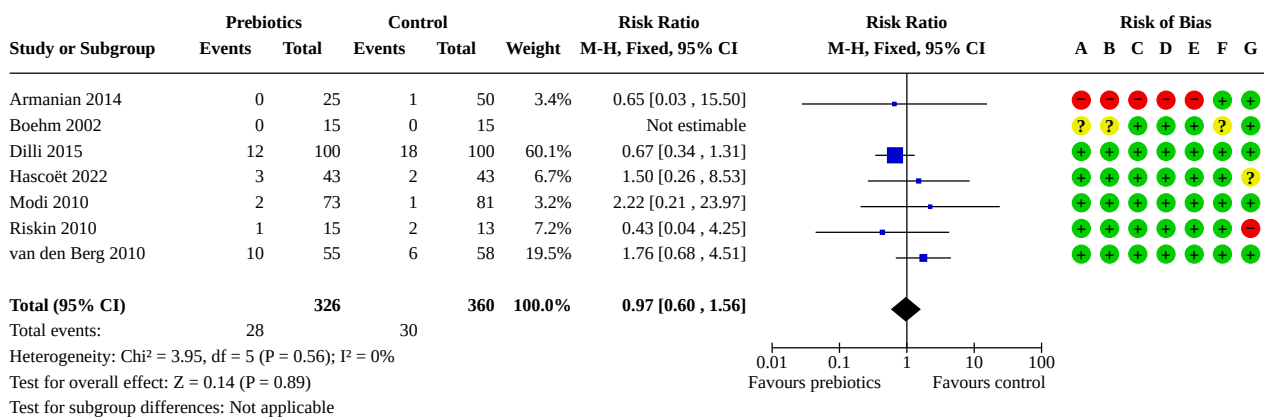 Prebiotics Control Risk Ratio Risk Ratio Risk of Bias
Study or Subgroup Events Total Events Total Weight M-H, Fixed, 95% CI M-H, Fixed, 95% CI A B C D E F G
Armanian 2014 0 25 1 50 3.4% 0.65 [0.03 , 15.50] − − − − − + +
Boehm 2002 0 15 0 15 Not estimable ? ? + + + ? +
Dilli 2015 12 100 18 100 60.1% 0.67 [0.34 , 1.31] + + + + + + +
Hascoët 2022 3 43 2 43 6.7% 1.50 [0.26 , 8.53] + + + + + + ?
Modi 2010 2 73 1 81 3.2% 2.22 [0.21 , 23.97] + + + + + + +
Riskin 2010 1 15 2 13 7.2% 0.43 [0.04 , 4.25] + + + + + + −
van den Berg 2010 10 55 6 58 19.5% 1.76 [0.68 , 4.51] + + + + + + +
Total (95% CI) 326 360 100.0% 0.97 [0.60 , 1.56]
Total events: 28 30
Heterogeneity: Chi² = 3.95, df = 5 (P = 0.56); I² = 0%
Test for overall effect: Z = 0.14 (P = 0.89)
Test for subgroup differences: Not applicable
0.01 0.1 1 10 100
Favours prebiotics Favours control